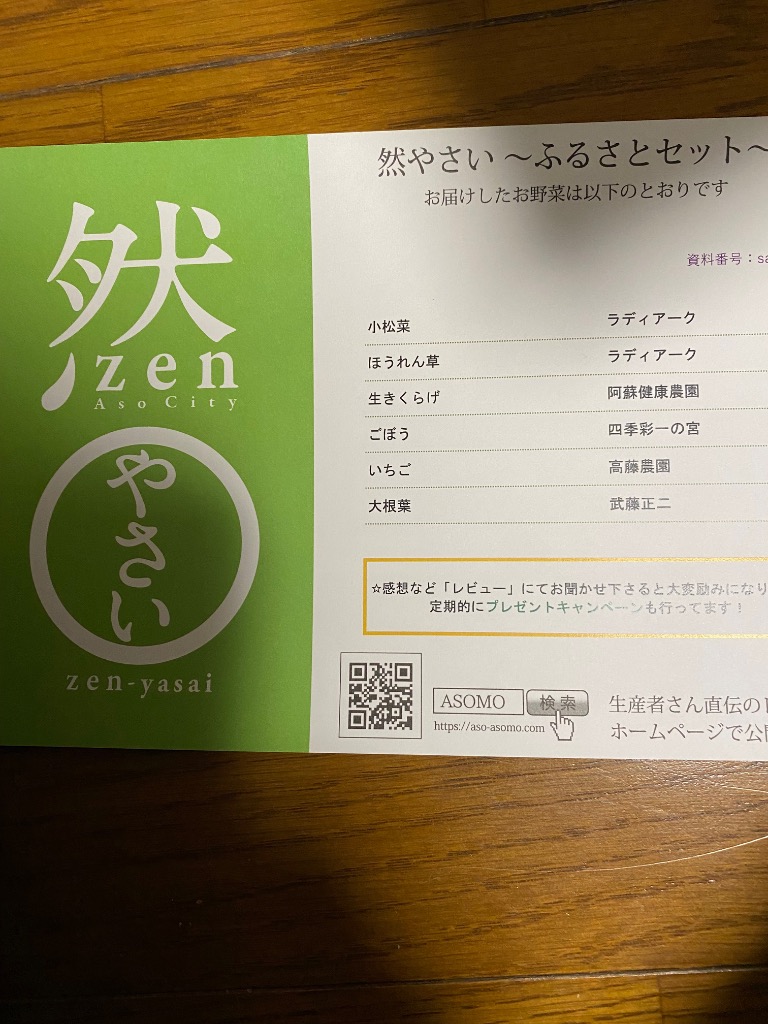 然
zen
Aso City
やさい
zen-yasai
然やさい ～ふるさとセット～
お届けしたお野菜は以下のとおりです
資料番号：sa
小松菜 ラディアーク
ほうれん草 ラディアーク
生きくらげ 阿蘇健康農園
ごぼう 四季彩一の宮
いちご 高藤農園
大根葉 武藤正二
☆感想など「レビュー」にてお聞かせ下さると大変励みになり
定期的にプレゼントキャンペーンも行ってます！
ASOMO 検索
https://aso-asomo.com
生産者さん直伝の
ホームページで公